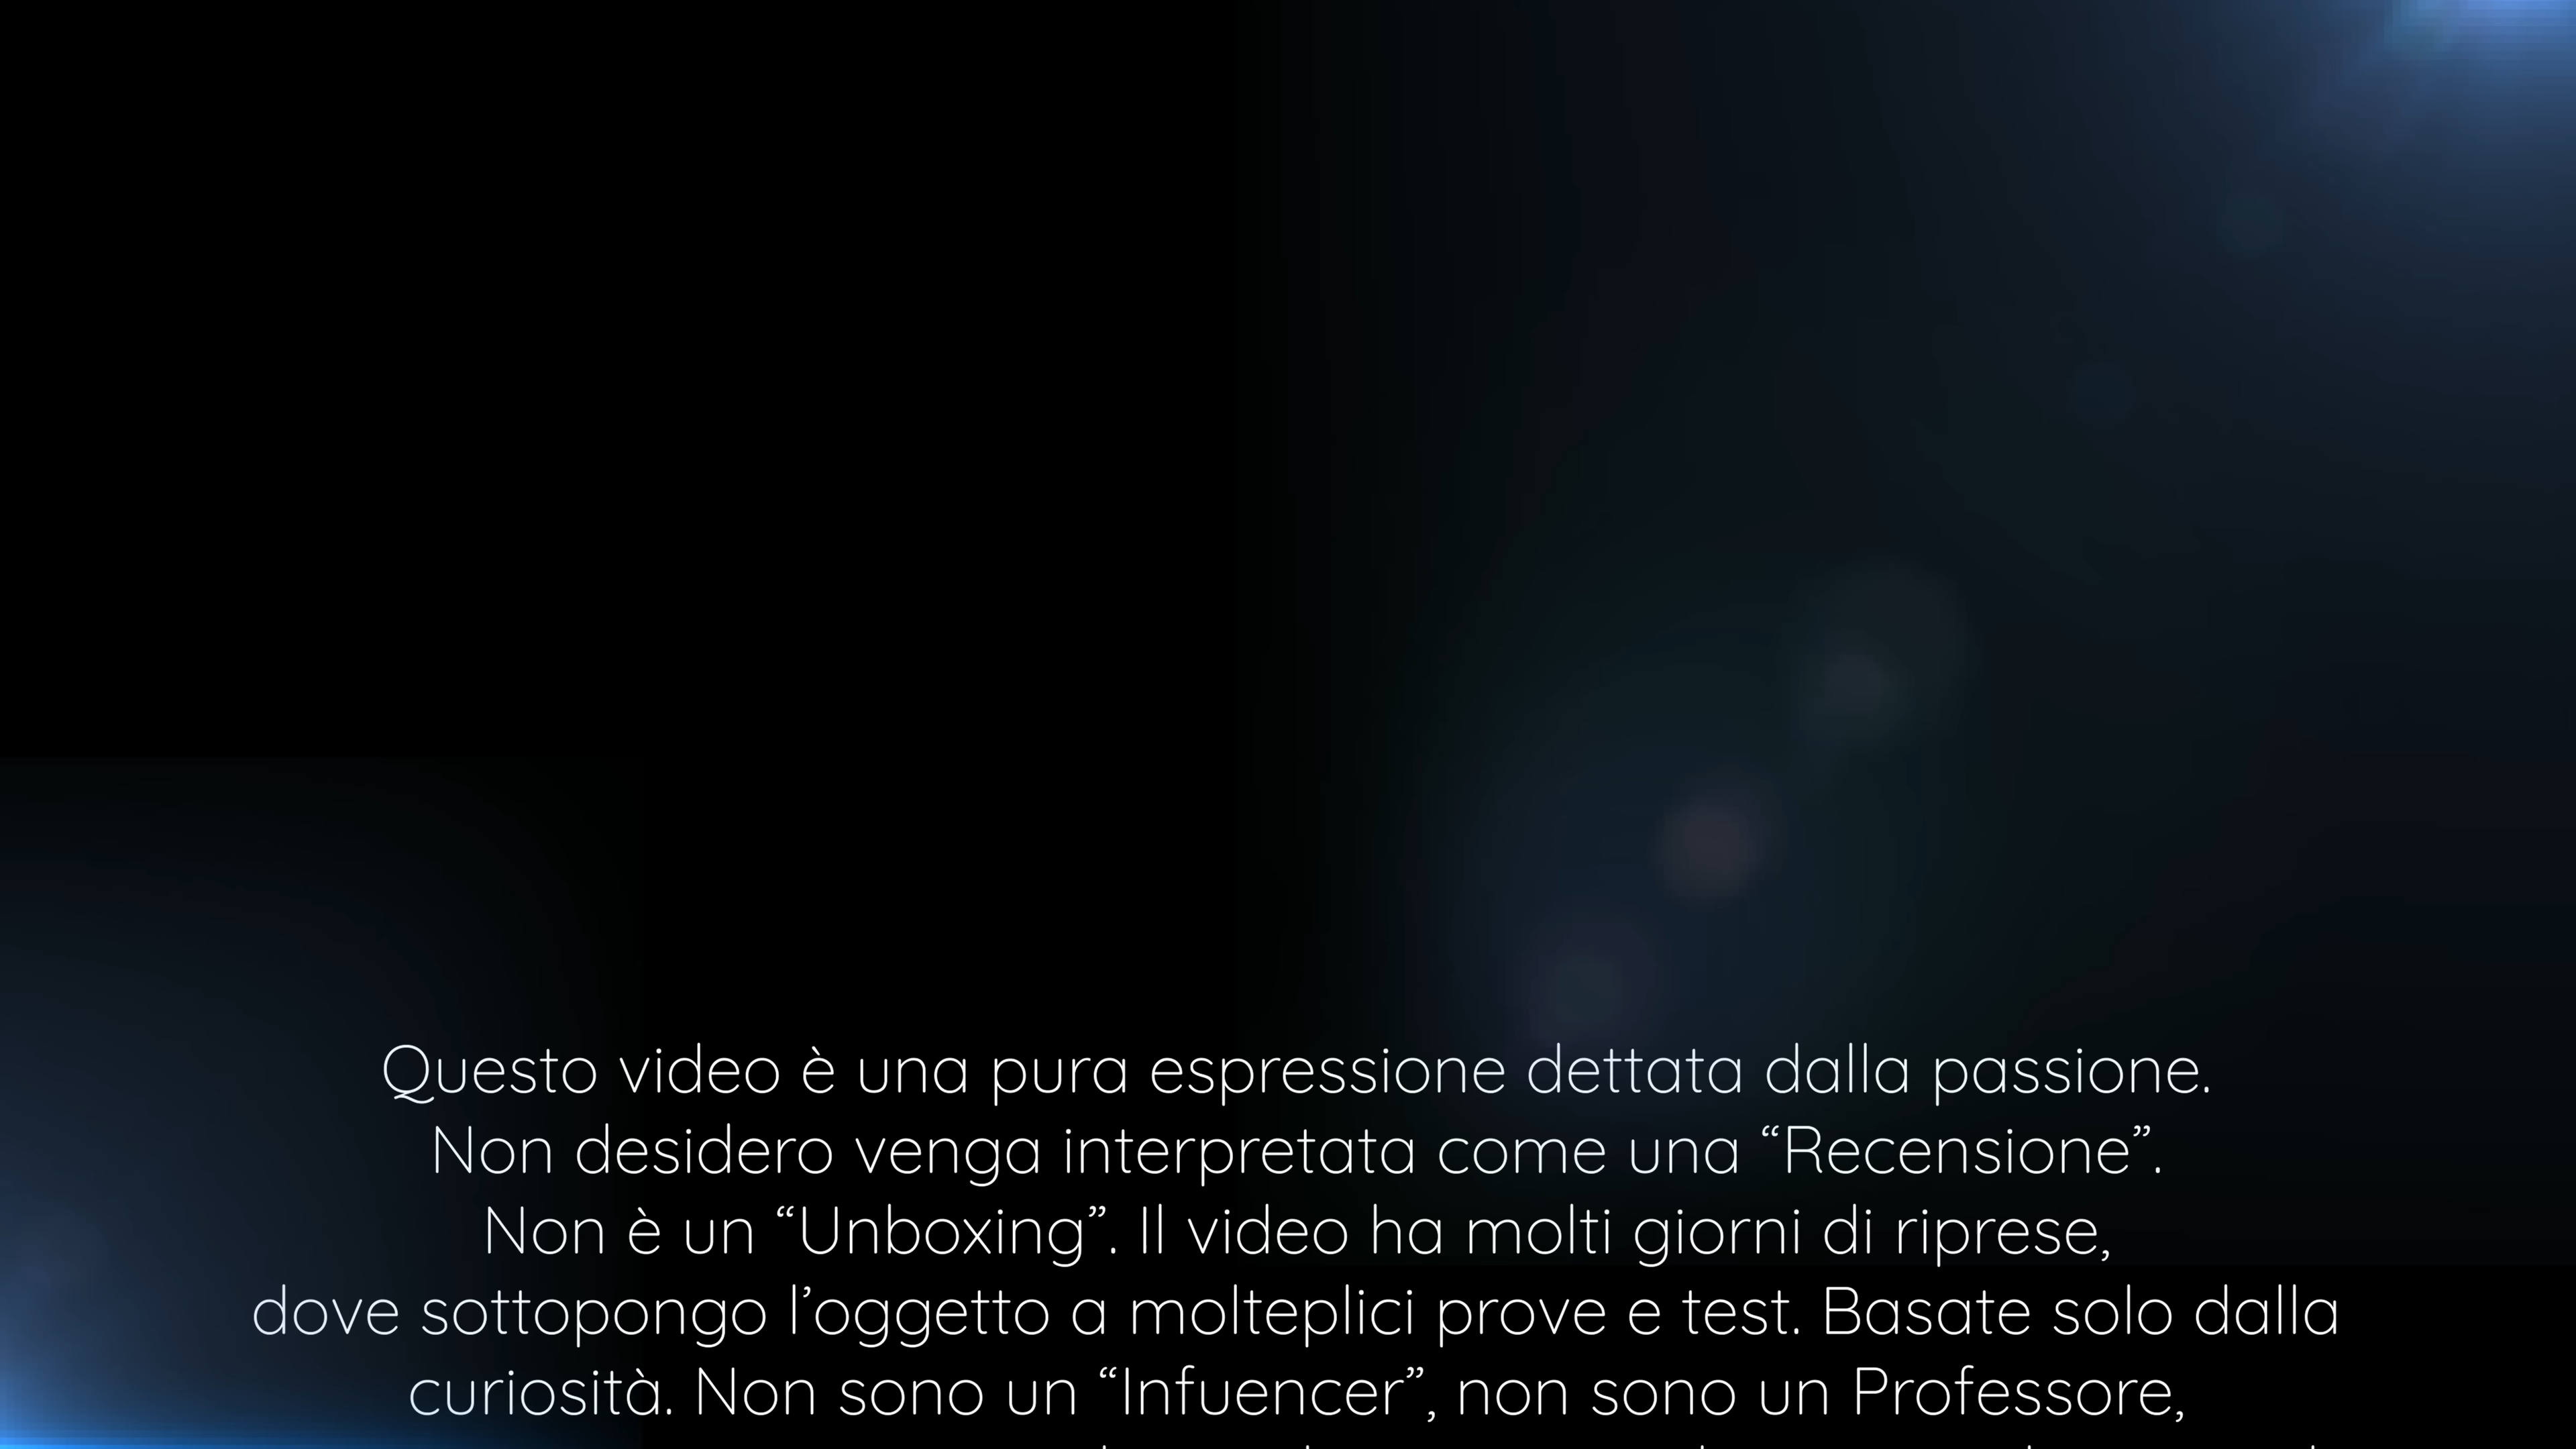 Questo video è una pura espressione dettata dalla passione.
Non desidero venga interpretata come una “Recensione”.
Non è un “Unboxing”. Il video ha molti giorni di riprese,
dove sottopongo l’oggetto a molteplici prove e test. Basate solo dalla
curiosità. Non sono un “Infuencer”, non sono un Professore,